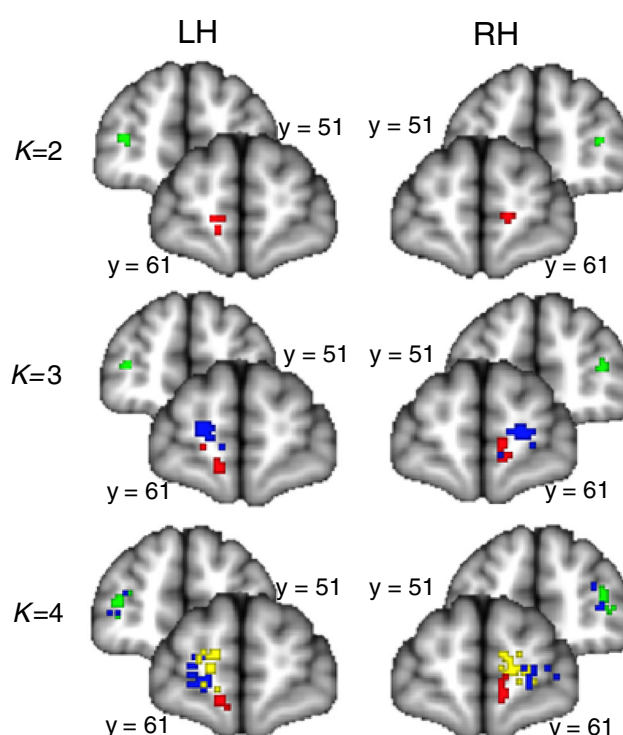 LH RH
K=2 y = 51 y = 51
y = 61 y = 61
K=3 y = 51 y = 51
y = 61 y = 61
K=4 y = 51 y = 51
y = 61 y = 61